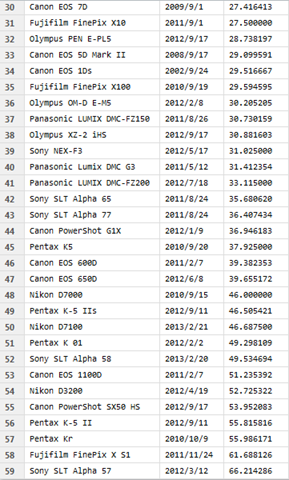 30 Canon EOS 7D 2009/9/1 27.416413
31 Fujifilm FinePix X10 2011/9/1 27.500000
32 Olympus PEN E-PL5 2012/9/17 28.738197
33 Canon EOS 5D Mark II 2008/9/17 29.099591
34 Canon EOS 1Ds 2002/9/24 29.516667
35 Fujifilm FinePix X100 2010/9/19 29.594595
36 Olympus OM-D E-M5 2012/2/8 30.205205
37 Panasonic LUMIX DMC-FZ150 2011/8/26 30.730159
38 Olympus XZ-2 iHS 2012/9/17 30.881603
39 Sony NEX-F3 2012/5/17 31.025000
40 Panasonic Lumix DMC G3 2011/5/12 31.412354
41 Panasonic LUMIX DMC-FZ200 2012/7/18 33.115000
42 Sony SLT Alpha 65 2011/8/24 35.680620
43 Sony SLT Alpha 77 2011/8/24 36.407434
44 Canon PowerShot G1X 2012/1/9 36.946183
45 Pentax K5 2010/9/20 37.925000
46 Canon EOS 600D 2011/2/7 39.382353
47 Canon EOS 650D 2012/6/8 39.655172
48 Nikon D7000 2010/9/15 46.000000
49 Pentax K-5 IIs 2012/9/11 46.505421
50 Nikon D7100 2013/2/21 46.687500
51 Pentax K 01 2012/2/2 49.298109
52 Sony SLT Alpha 58 2013/2/20 49.534694
53 Canon EOS 1100D 2011/2/7 51.235392
54 Nikon D3200 2012/4/19 52.725322
55 Canon PowerShot SX50 HS 2012/9/17 53.952083
56 Pentax K-5 II 2012/9/11 55.815816
57 Pentax Kr 2010/10/9 55.986171
58 Fujifilm FinePix X S1 2011/11/24 61.688126
59 Sony SLT Alpha 57 2012/3/12 66.214286